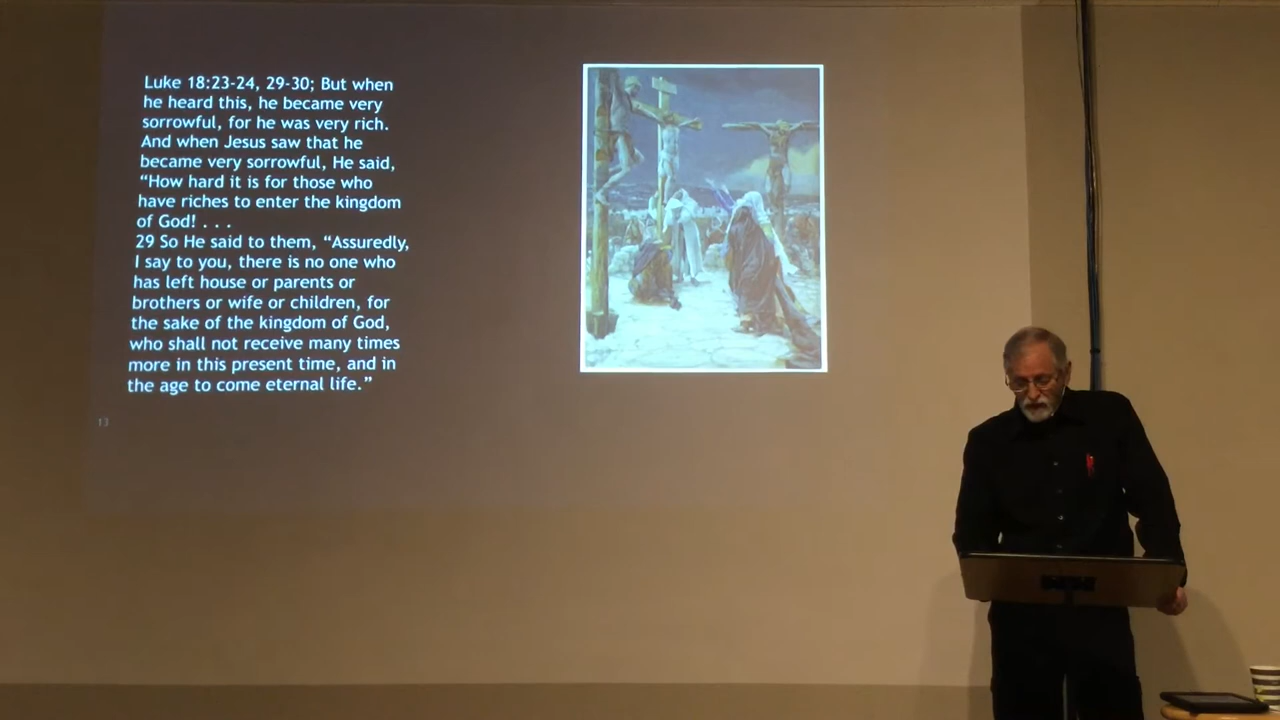 Luke 18:23-24, 29-30; But when
he heard this, he became very
sorrowful, for he was very rich.
And when Jesus saw that he
became very sorrowful, He said,
“How hard it is for those who
have riches to enter the kingdom
of God! . . .
29 So He said to them, “Assuredly,
I say to you, there is no one who
has left house or parents or
brothers or wife or children, for
the sake of the kingdom of God,
who shall not receive many times
more in this present time, and in
the age to come eternal life.”
13